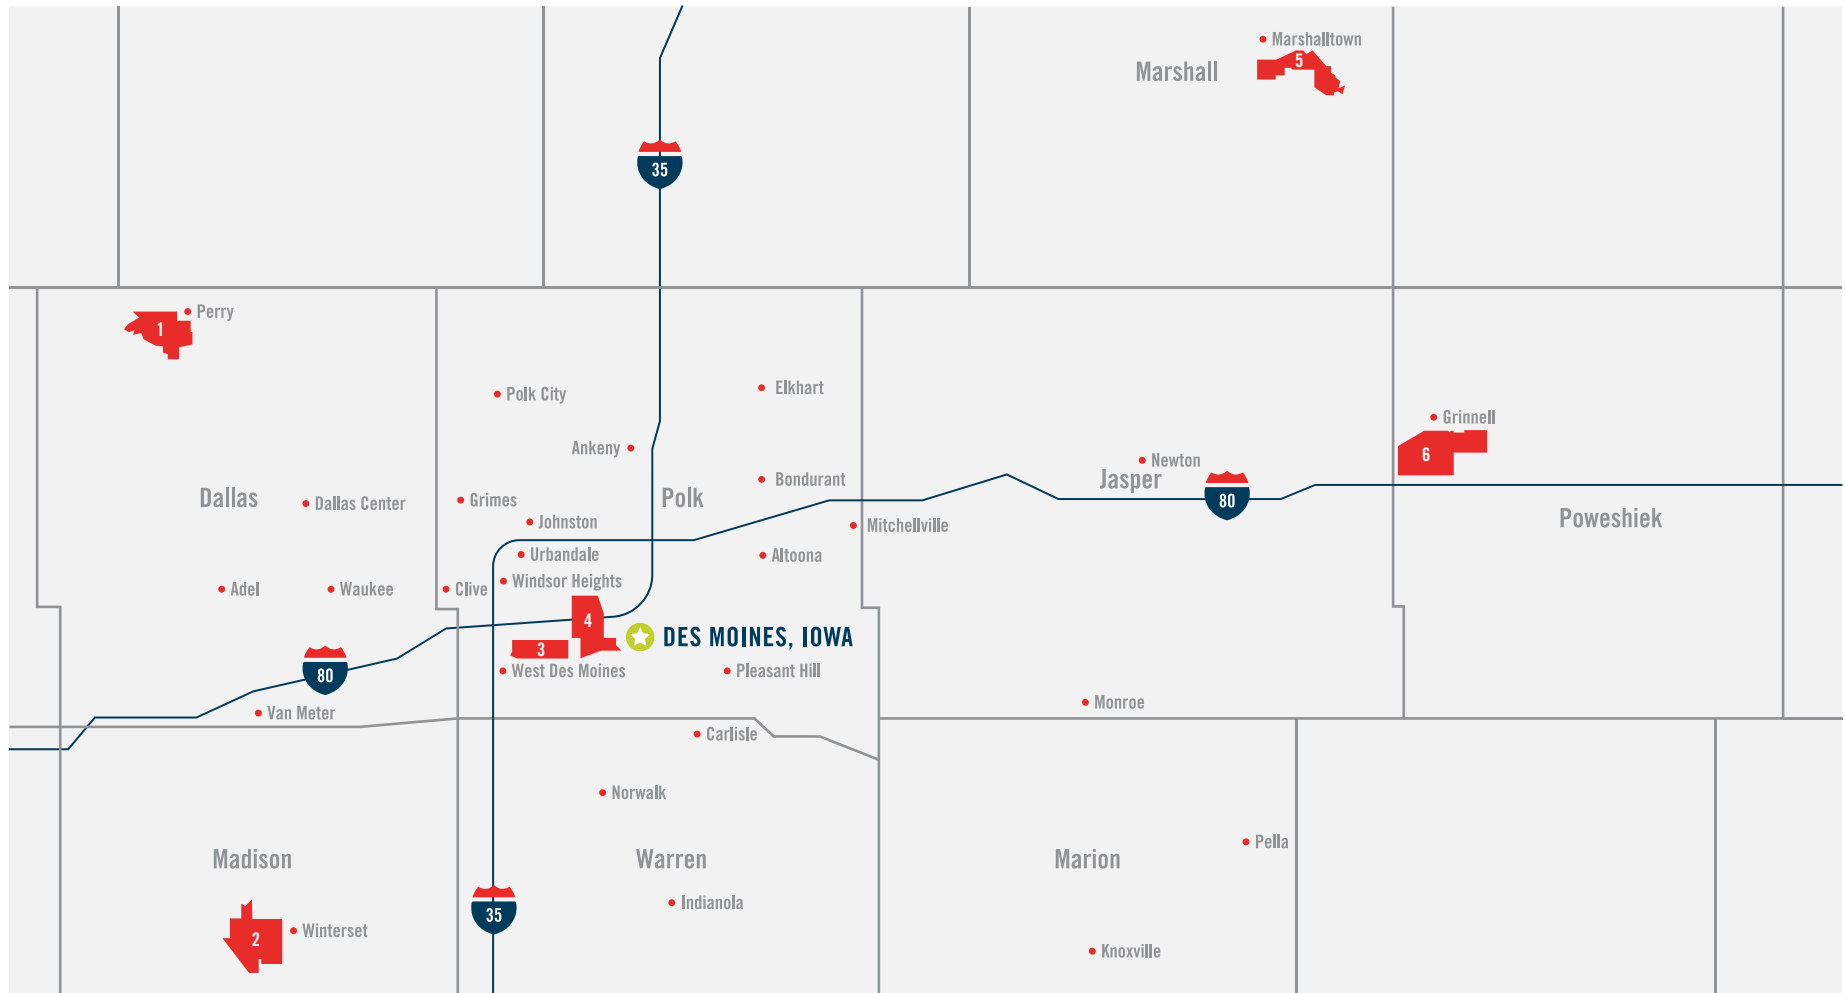 Marshalltown
5
Marshall
35
Perry
1
Polk City
Elkhart
Grinnell
Ankeny
6
Newton
Jasper
Bondurant
80
Dallas
Dallas Center
Grimes
Polk
Johnston
Mitchellville
Poweshiek
Urbandale
Altoona
Windsor Heights
Adel
Waukee
Clive
4
DES MOINES, IOWA
3
West Des Moines
Pleasant Hill
80
Van Meter
Monroe
Carlisle
Norwalk
Pella
Madison
Warren
Marion
Indianola
35
2
Winterset
Knoxville